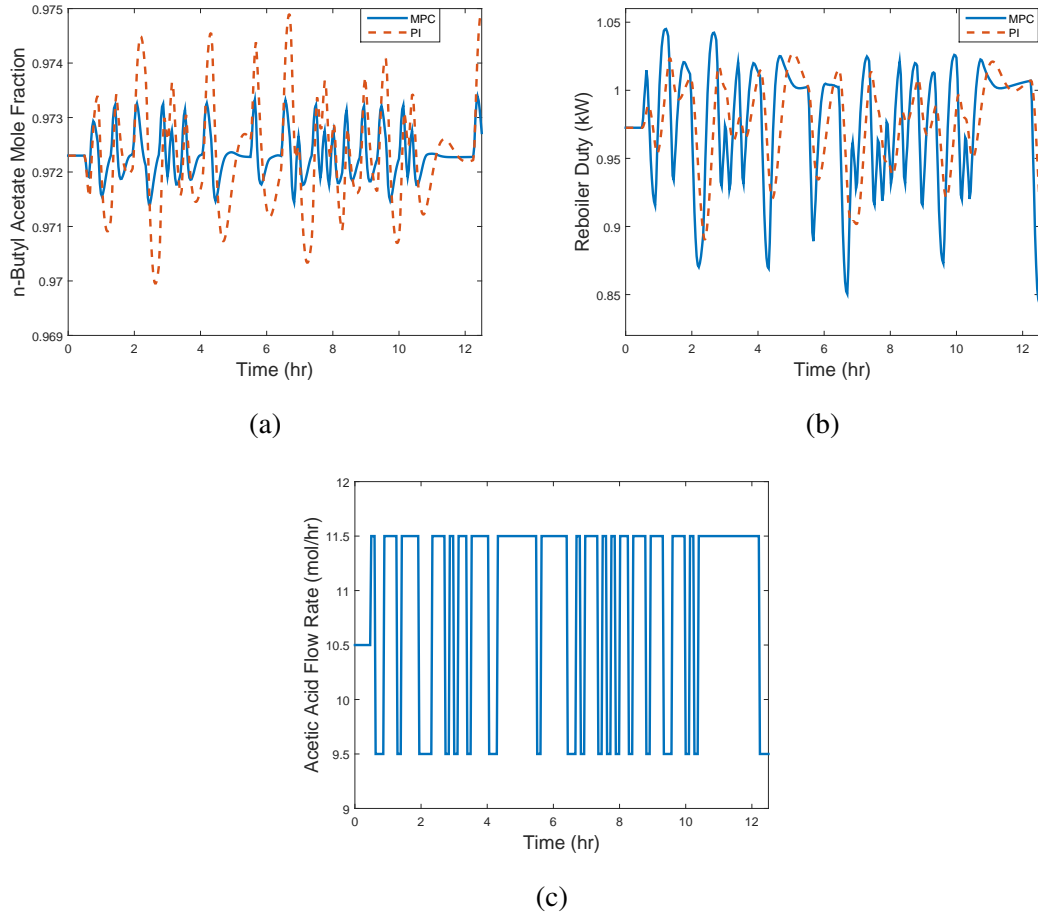 0.975
0.974
0.973
0.972
0.971
0.97
0.969
n-Butyl Acetate Mole Fraction
MPC
PI
0 2 4 6 8 10 12
Time (hr)
(a)
1.05
1
0.95
0.9
0.85
Reboiler Duty (kW)
MPC
PI
0 2 4 6 8 10 12
Time (hr)
(b)
12
11.5
11
10.5
10
9.5
9
Acetic Acid Flow Rate (mol/hr)
0 2 4 6 8 10 12
Time (hr)
(c)